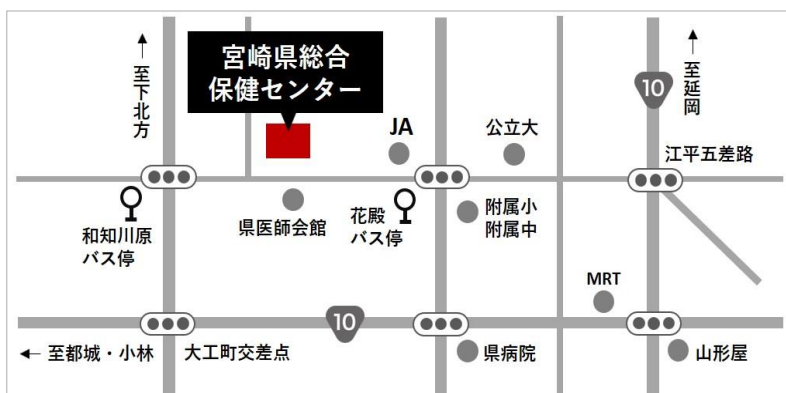 宮崎県総合
保健センター
↑
至下北方
↑
至延岡
10
JA
公立大
江平五差路
和知川原
バス停
県医師会館
花殿
バス停
附属小
附属中
MRT
10
← 至都城・小林
大工町交差点
県病院
山形屋